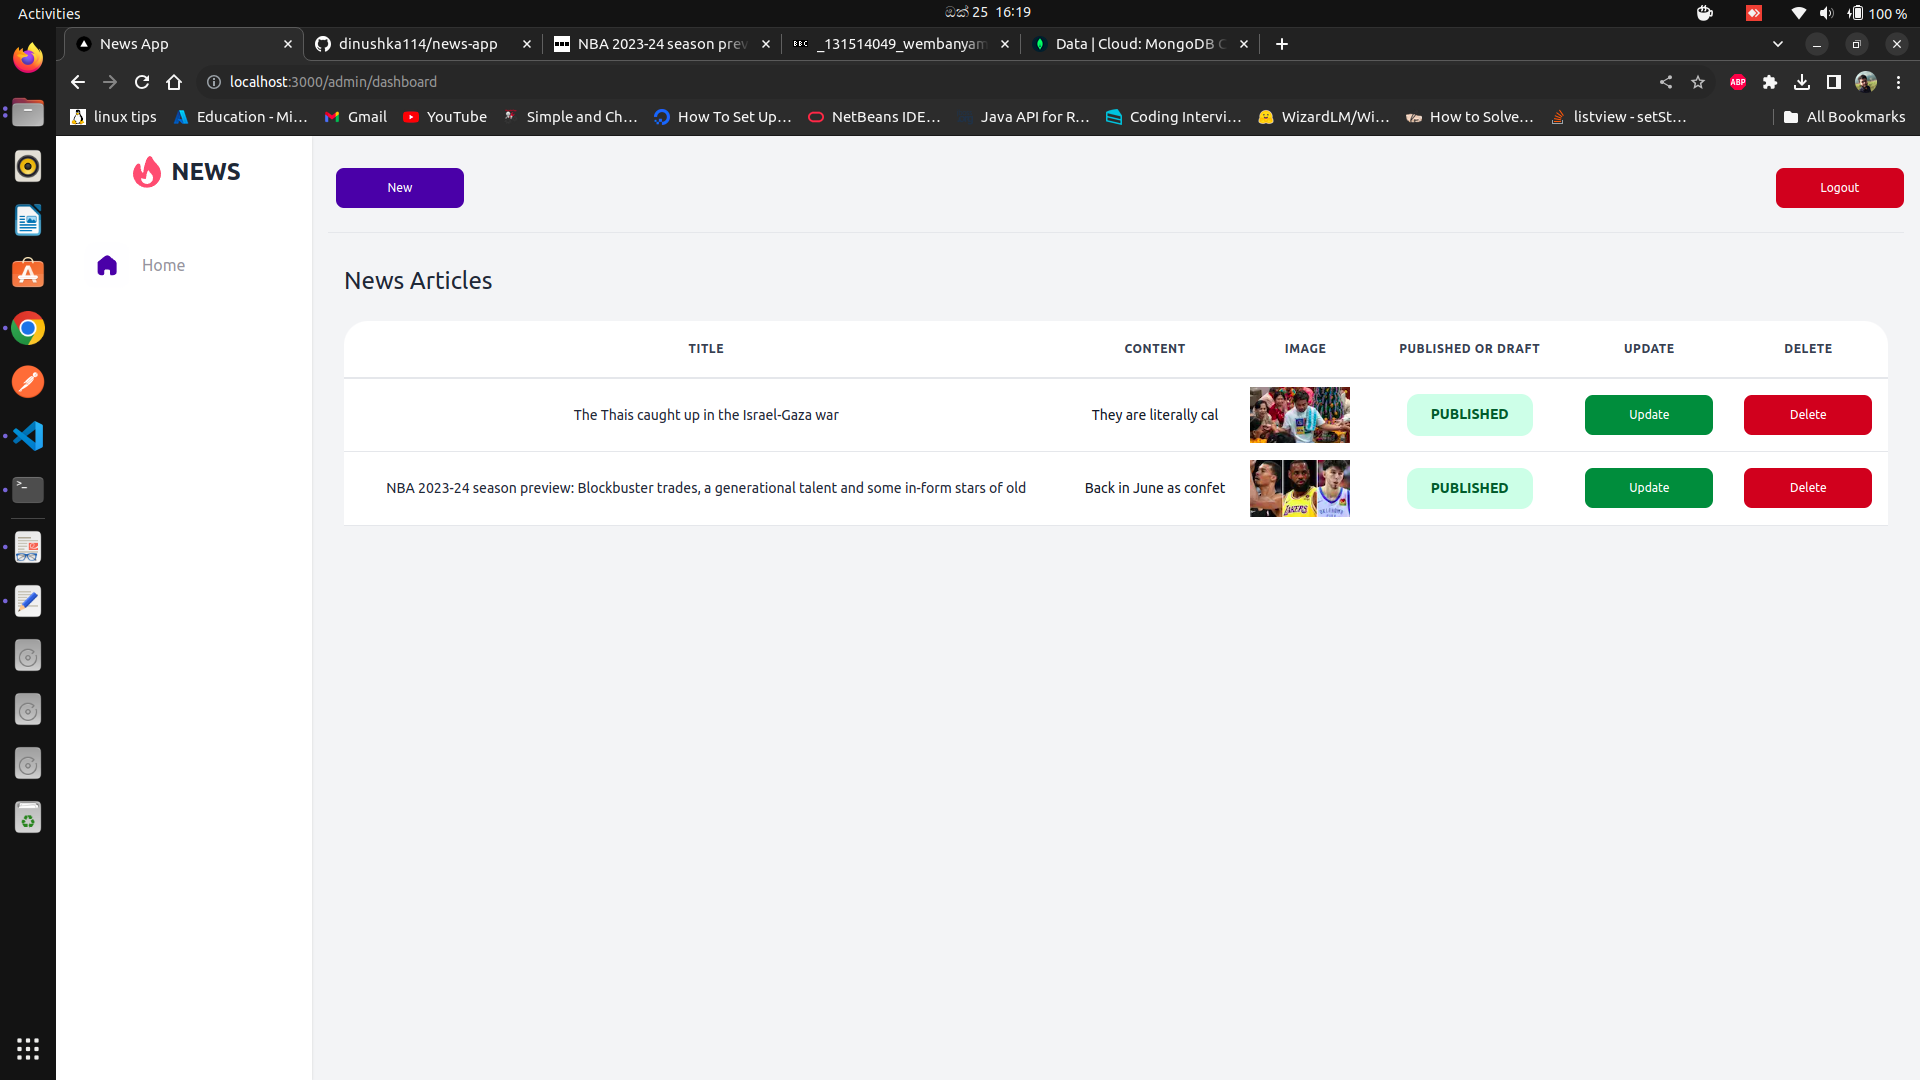 Activities
ඔක් 25 16:19
100 %
News App
dinushka114/news-app
NBA 2023-24 season prev
BBC
_131514049_wembanyam
Data | Cloud: MongoDB C
localhost:3000/admin/dashboard
ABP
linux tips
Education - Mi…
Gmail
YouTube
Simple and Ch…
How To Set Up…
NetBeans IDE…
Java API for R…
Coding Intervi…
WizardLM/Wi…
How to Solve…
listview - setSt…
All Bookmarks
NEWS
Home
New
Logout
News Articles
TITLE CONTENT IMAGE PUBLISHED OR DRAFT UPDATE DELETE
The Thais caught up in the Israel-Gaza war They are literally cal PUBLISHED Update Delete
NBA 2023-24 season preview: Blockbuster trades, a generational talent and some in-form stars of old Back in June as confet PUBLISHED Update Delete
LAKERS